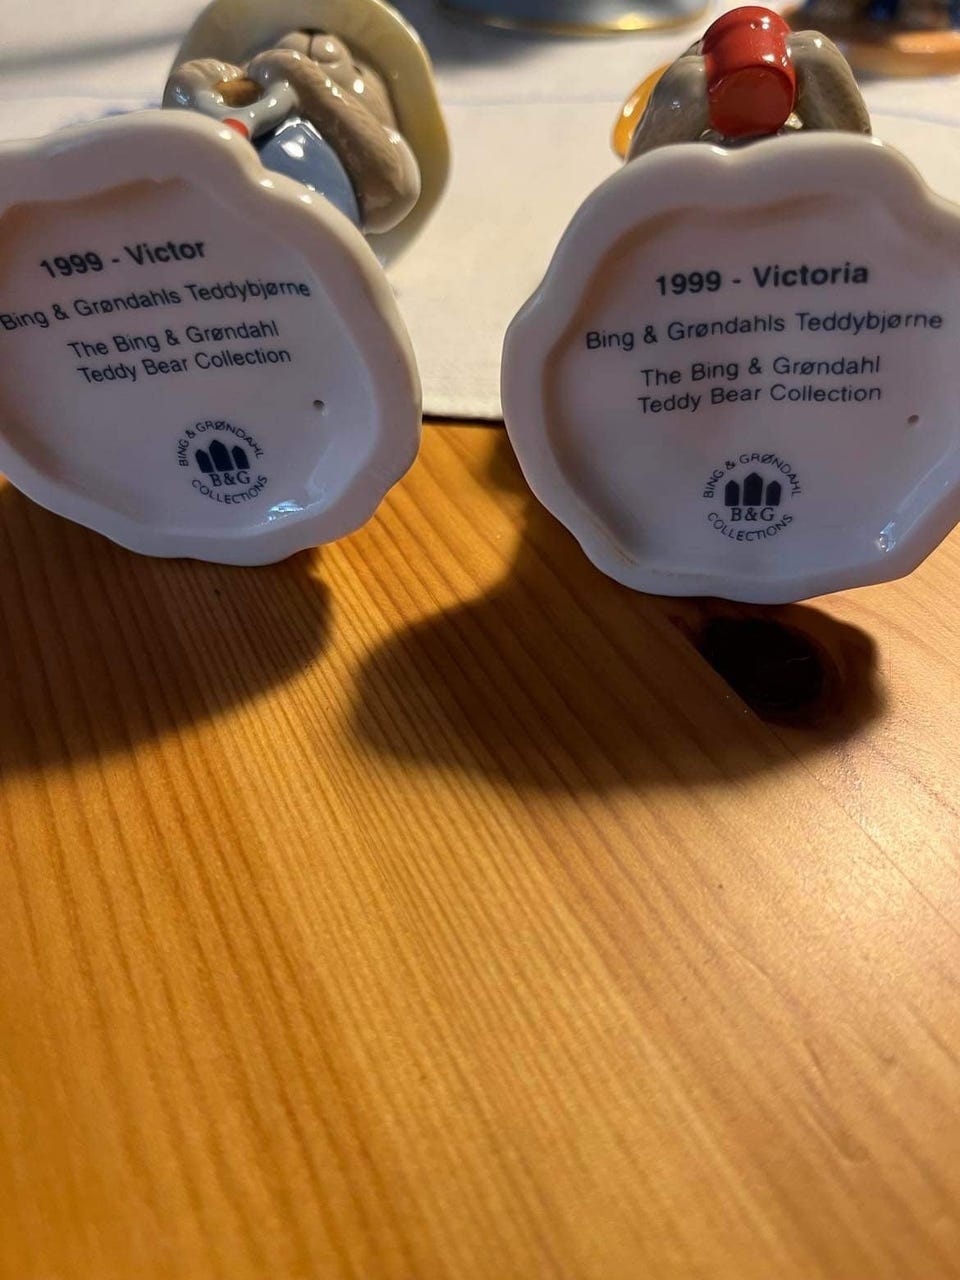 1999 - Victor
Bing & Grøndahls Teddybjørne
The Bing & Grøndahl
Teddy Bear Collection
BING & GRØNDAHL
B&G
COLLECTIONS
1999 - Victoria
Bing & Grøndahls Teddybjørne
The Bing & Grøndahl
Teddy Bear Collection
BING & GRØNDAHL
B&G
COLLECTIONS